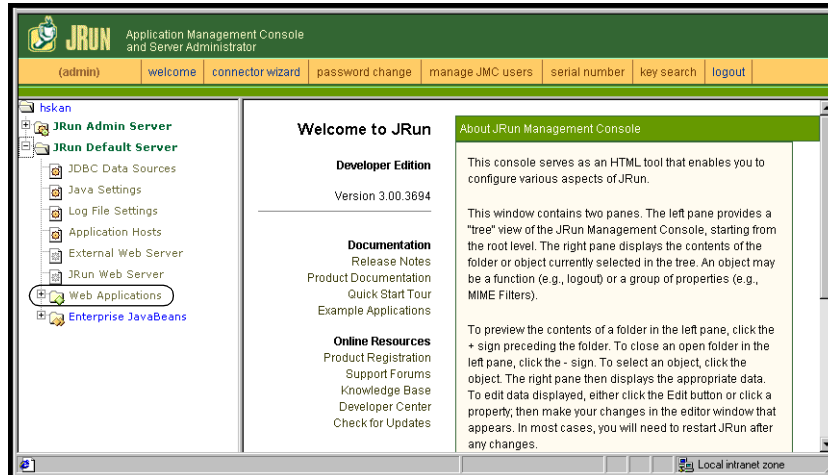 JRUN Application Management Console
and Server Administrator
(admin) welcome connector wizard password change manage JMC users serial number key search logout
hskan
JRun Admin Server
JRun Default Server
JDBC Data Sources
Java Settings
Log File Settings
Application Hosts
External Web Server
JRun Web Server
Web Applications
Enterprise JavaBeans
Welcome to JRun
Developer Edition
Version 3.00.3694
Documentation
Release Notes
Product Documentation
Quick Start Tour
Example Applications
Online Resources
Product Registration
Support Forums
Knowledge Base
Developer Center
Check for Updates
About JRun Management Console
This console serves as an HTML tool that enables you to
configure various aspects of JRun.
This window contains two panes. The left pane provides a
"tree" view of the JRun Management Console, starting from
the root level. The right pane displays the contents of the
folder or object currently selected in the tree. An object may
be a function (e.g., logout) or a group of properties (e.g.,
MIME Filters).
To preview the contents of a folder in the left pane, click the
+ sign preceding the folder. To close an open folder in the
left pane, click the - sign. To select an object, click the
object. The right pane then displays the appropriate data.
To edit data displayed, either click the Edit button or click a
property; then make your changes in the editor window that
appears. In most cases, you will need to restart JRun after
any changes.
Local intranet zone